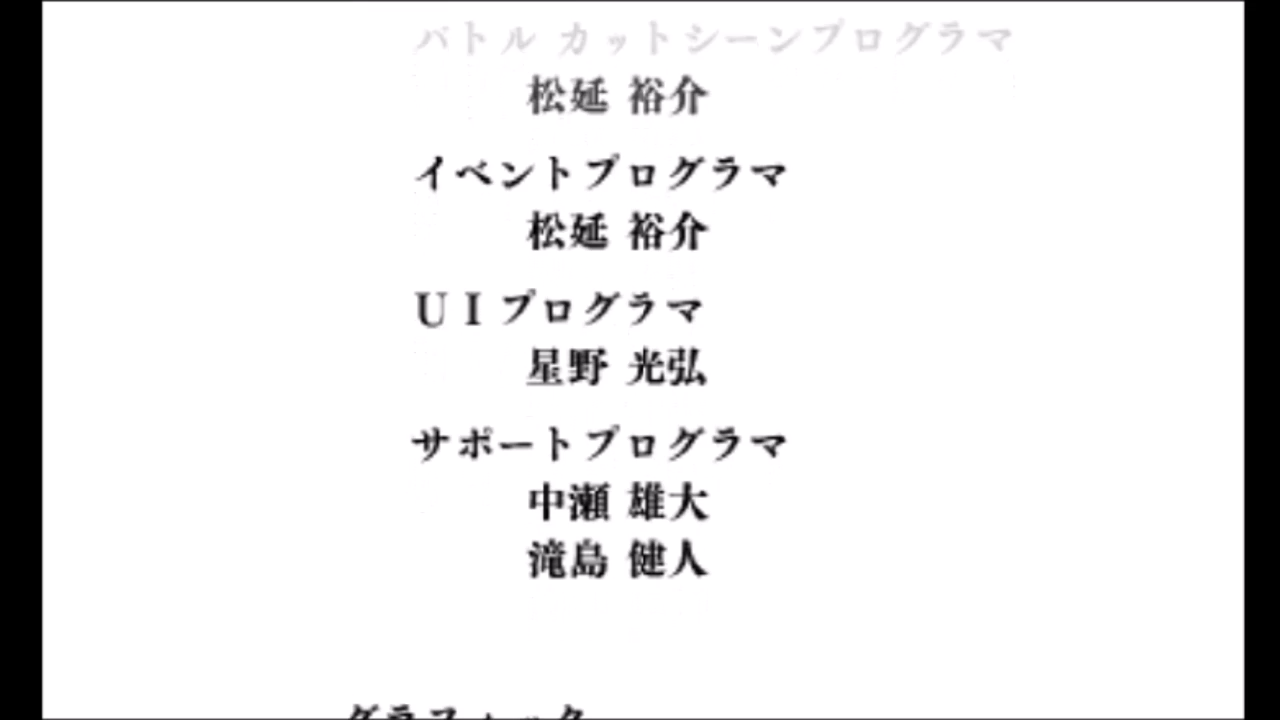 バトル カットシーンプログラマ
松延 裕介
イベントプログラマ
松延 裕介
ＵＩプログラマ
星野 光弘
サポートプログラマ
中瀬 雄大
滝島 健人